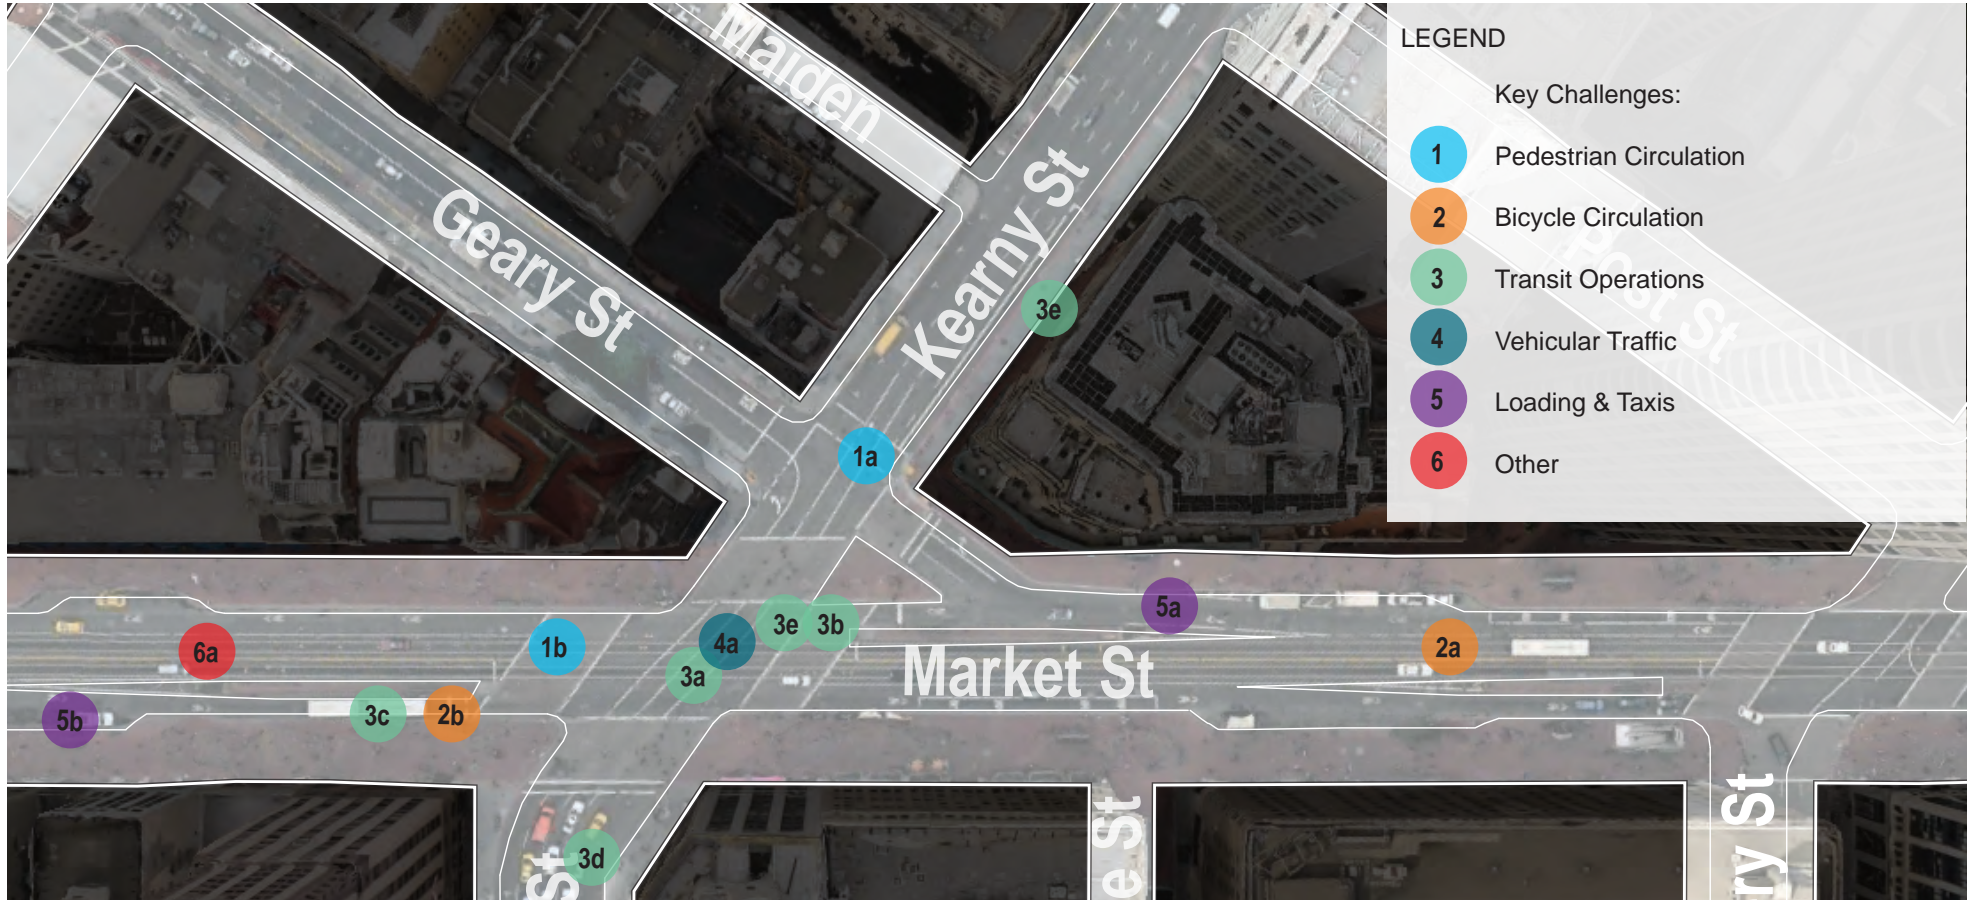 Maiden
Geary St
Kearny St
Post St
Market St
St
e St
ry St
LEGEND
Key Challenges:
1 Pedestrian Circulation
2 Bicycle Circulation
3 Transit Operations
4 Vehicular Traffic
5 Loading & Taxis
6 Other
3e
1a
5a
3e
3b
4a
1b
2a
6a
3a
3c
2b
5b
3d